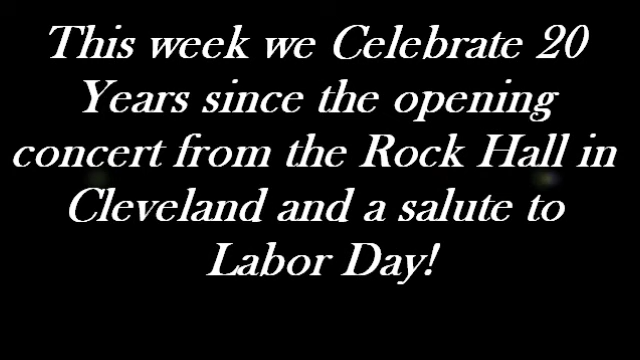 This week we Celebrate 20
Years since the opening
concert from the Rock Hall in
Cleveland and a salute to
Labor Day!